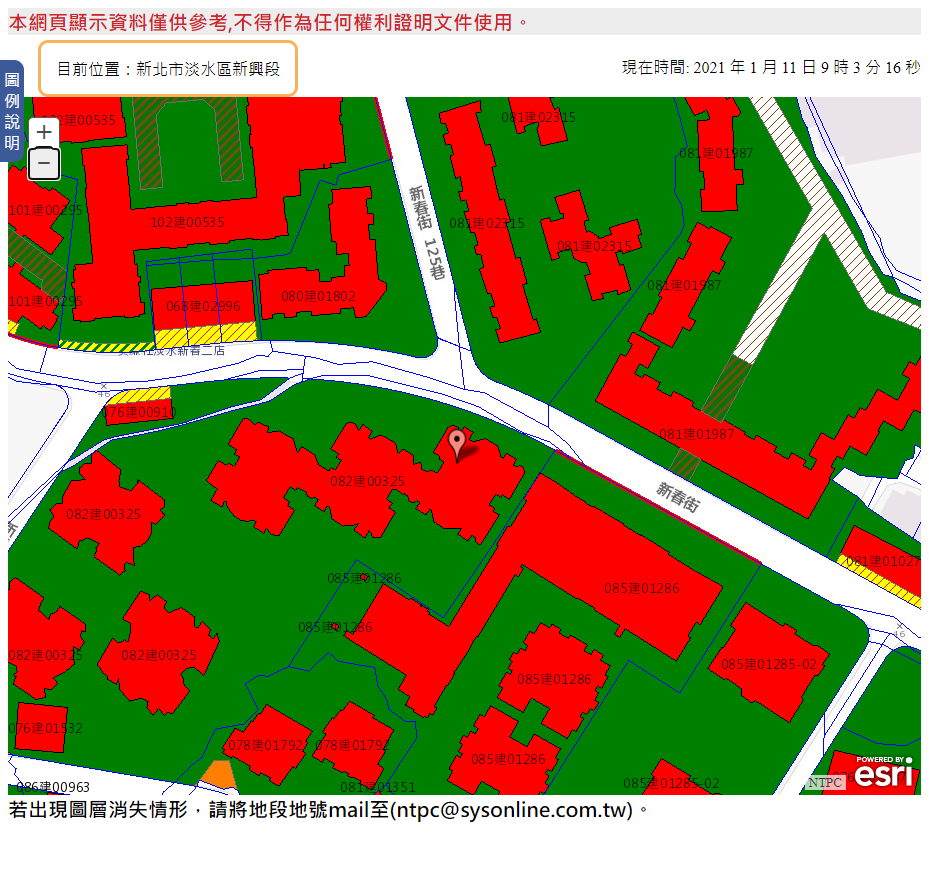 本網頁顯示資料僅供參考,不得作為任何權利證明文件使用。
目前位置：新北市淡水區新興段
現在時間: 2021 年 1 月 11 日 9 時 3 分 16 秒
圖例說明
+
−
00535
081建02315
081建01987
101建00295
102建00535
新春街 125巷
081建02315
081建02315
081建01987
101建00295
068建02996
080建01802
淡水新春二店
46
076建00910
081建01987
082建00325
新春街
082建00325
081建01027
085建01286
085建01286
085建01286
46
082建00325
082建00325
085建01285-02
085建01286
076建01532
078建01792
078建01792
085建01286
086建00963
081建01351
085建01285-02
076
NTPC
POWERED BY
esri
若出現圖層消失情形，請將地段地號mail至(ntpc@sysonline.com.tw)。